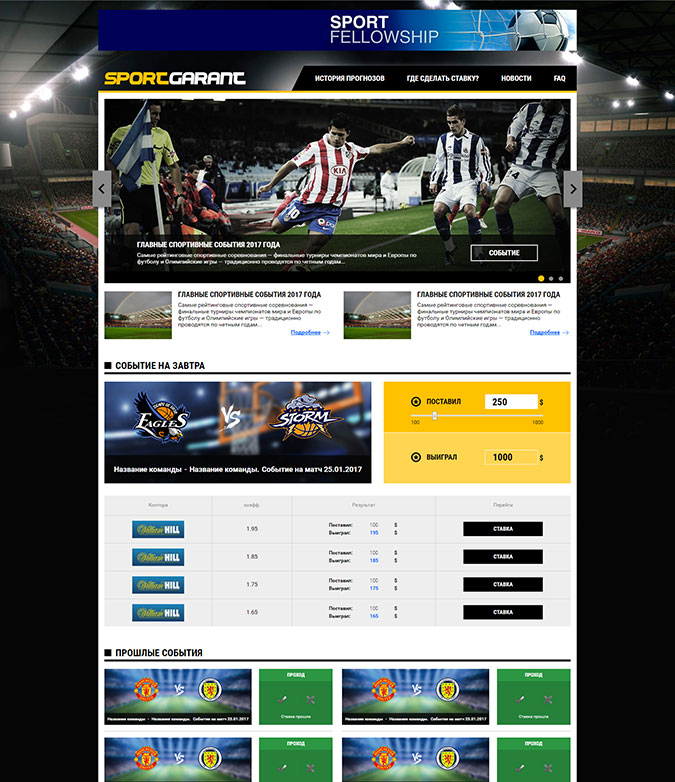 SPORT
FELLOWSHIP
SPORTGARANT
ИСТОРИЯ ПРОГНОЗОВ
ГДЕ СДЕЛАТЬ СТАВКУ?
НОВОСТИ
FAQ
KIA
10
ГЛАВНЫЕ СПОРТИВНЫЕ СОБЫТИЯ 2017 ГОДА
Самые рейтинговые спортивные соревнования — финальные турниры чемпионатов мира и Европы по
футболу и Олимпийские игры — традиционно проводятся по четным годам...
СОБЫТИЕ
ГЛАВНЫЕ СПОРТИВНЫЕ СОБЫТИЯ 2017 ГОДА
Самые рейтинговые спортивные соревнования —
финальные турниры чемпионатов мира и Европы по
футболу и Олимпийские игры — традиционно
проводятся по четным годам...
Подробнее
ГЛАВНЫЕ СПОРТИВНЫЕ СОБЫТИЯ 2017 ГОДА
Самые рейтинговые спортивные соревнования —
финальные турниры чемпионатов мира и Европы по
футболу и Олимпийские игры — традиционно
проводятся по четным годам...
Подробнее
СОБЫТИЕ НА ЗАВТРА
EAGLES
VS
STORM
Название команды - Название команды. Событие на матч 25.01.2017
ПОСТАВИЛ 250 $
100 1000
ВЫИГРАЛ 1000 $
Контора коэфф Результат Перейти
William HILL 1.95 Поставил: 100 $ СТАВКА
Выиграл: 195 $
William HILL 1.85 Поставил: 100 $ СТАВКА
Выиграл: 185 $
William HILL 1.75 Поставил: 100 $ СТАВКА
Выиграл: 175 $
William HILL 1.65 Поставил: 100 $ СТАВКА
Выиграл: 165 $
ПРОШЛЫЕ СОБЫТИЯ
VS
Название команды - Название команды. Событие на матч 25.01.2017
ПРОХОД
Ставка прошла
VS
Название команды - Название команды. Событие на матч 25.01.2017
ПРОХОД
Ставка прошла
VS
ПРОХОД
VS
ПРОХОД